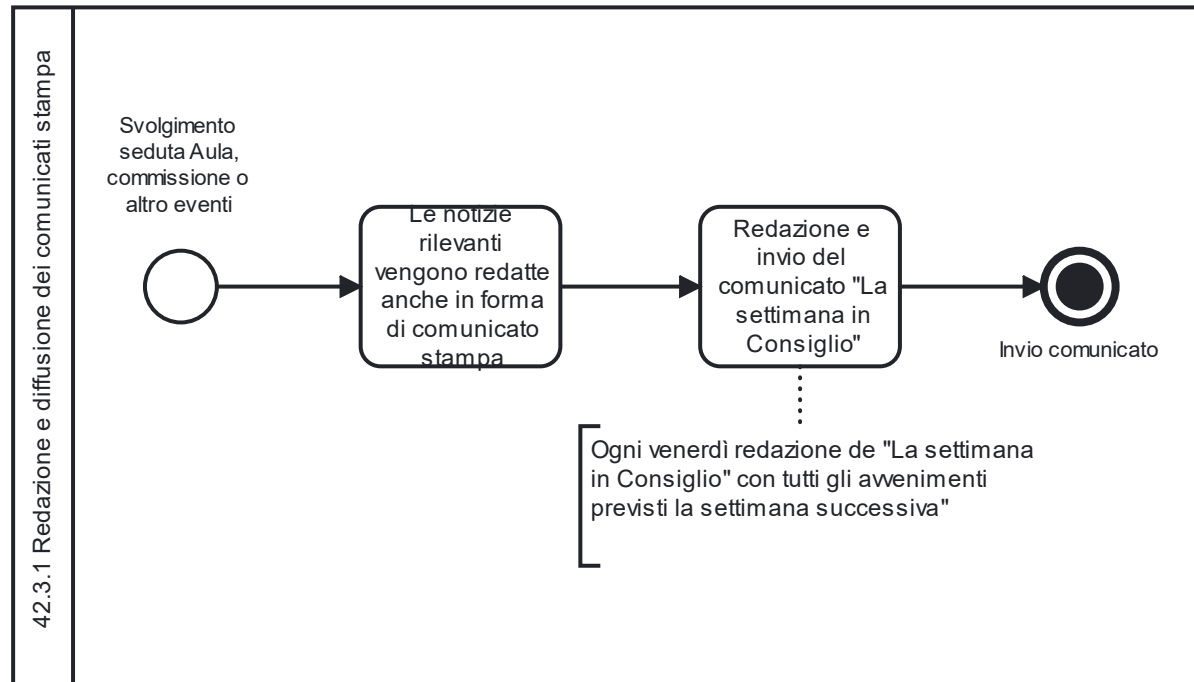 42.3.1 Redazione e diffusione dei comunicati stampa
Svolgimento
seduta Aula,
commissione o
altro eventi
Le notizie
rilevanti
vengono redatte
anche in forma
di comunicato
stampa
Redazione e
invio del
comunicato "La
settimana in
Consiglio"
Invio comunicato
Ogni venerdì redazione de "La settimana
in Consiglio" con tutti gli avvenimenti
previsti la settimana successiva"